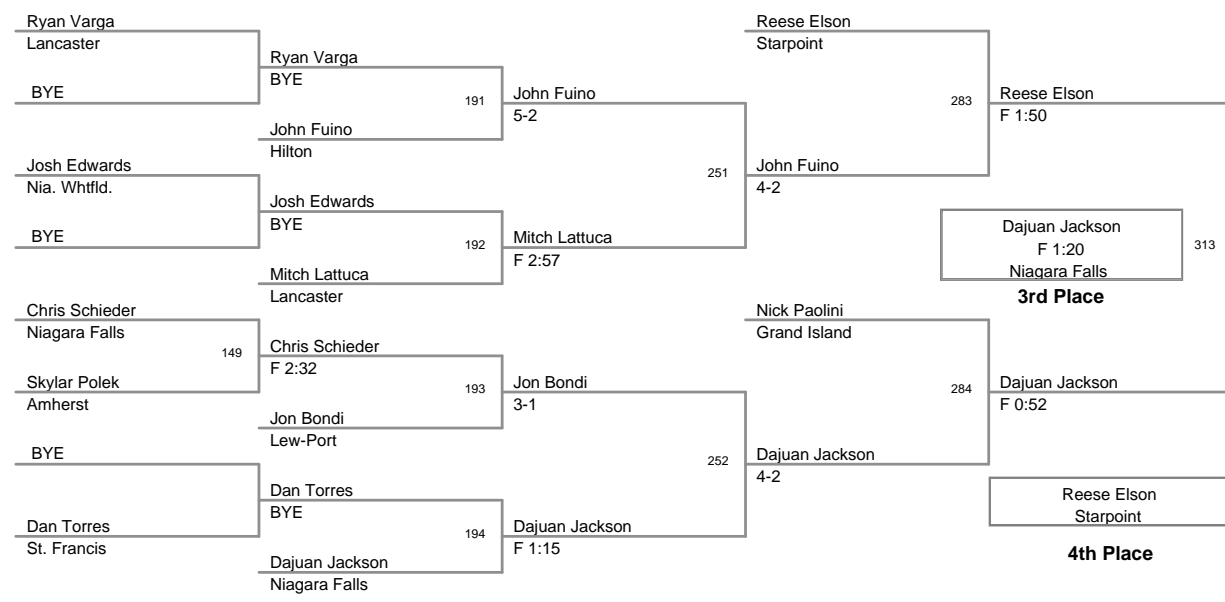 Ryan Varga
Lancaster
BYE
Josh Edwards
Nia. Whtfld.
BYE
Chris Schieder
Niagara Falls
149
Skylar Polek
Amherst
BYE
Dan Torres
St. Francis
Ryan Varga
BYE
191
John Fuino
Hilton
Josh Edwards
BYE
192
Mitch Lattuca
Lancaster
Chris Schieder
F 2:32
193
Jon Bondi
Lew-Port
Dan Torres
BYE
194
Dajuan Jackson
Niagara Falls
John Fuino
5-2
251
Mitch Lattuca
F 2:57
Jon Bondi
3-1
252
Dajuan Jackson
F 1:15
Reese Elson
Starpoint
283
John Fuino
4-2
Nick Paolini
Grand Island
284
Dajuan Jackson
4-2
Reese Elson
F 1:50
Dajuan Jackson
F 1:20
Niagara Falls
313
3rd Place
Dajuan Jackson
F 0:52
Reese Elson
Starpoint
4th Place